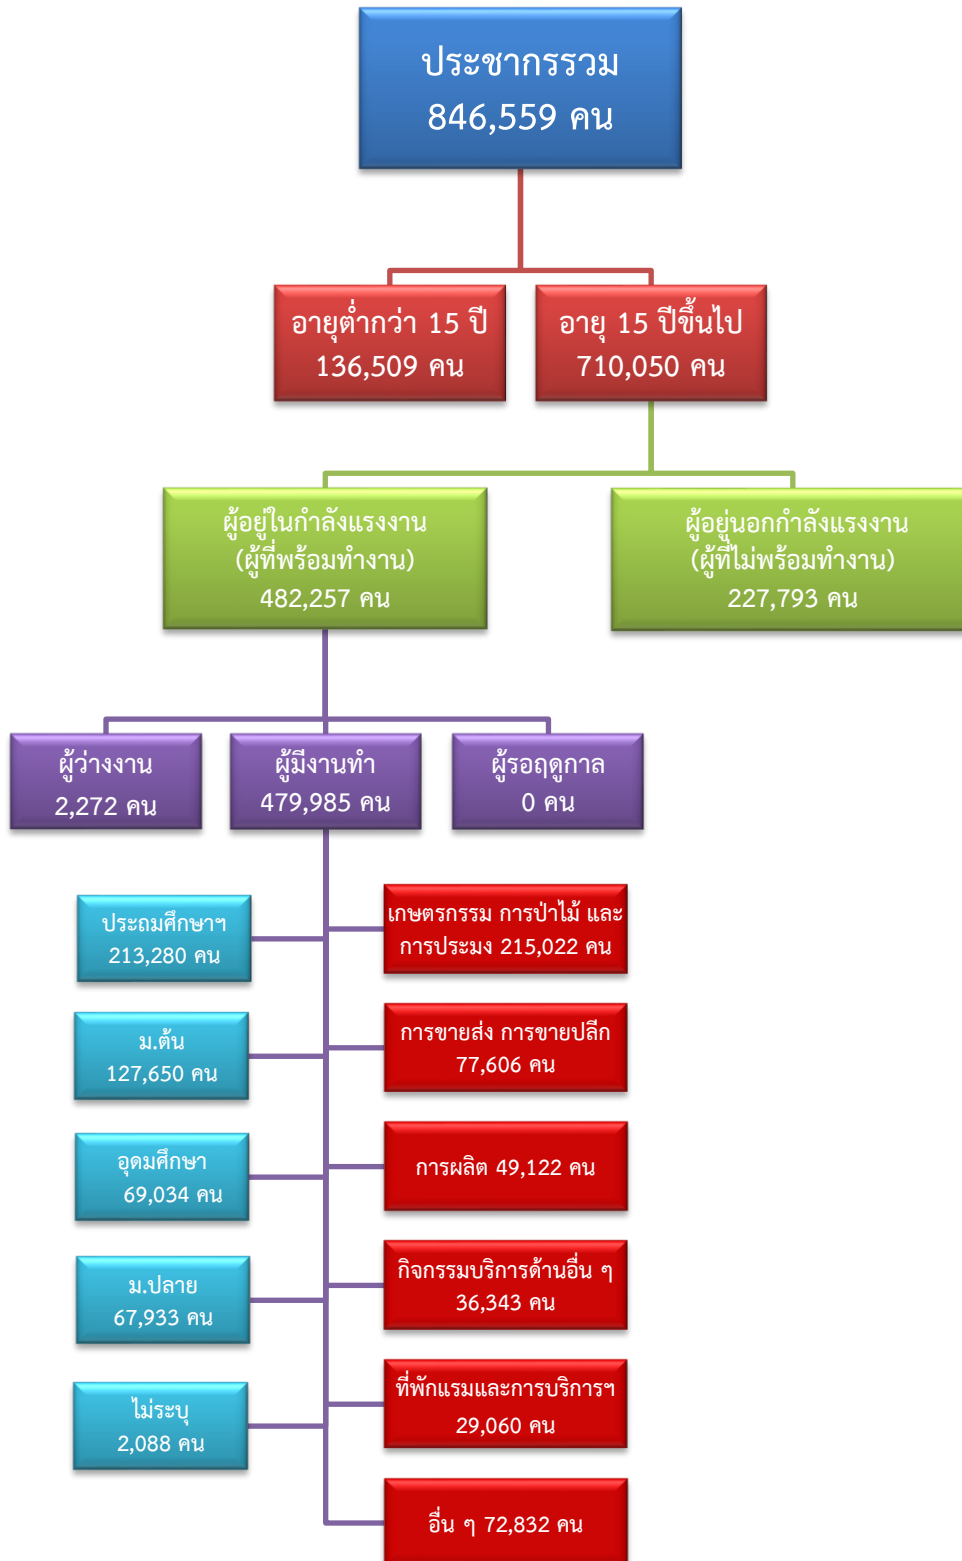 ประชากรรวม
846,559 คน
อายุต่ำกว่า 15 ปี
136,509 คน
อายุ 15 ปีขึ้นไป
710,050 คน
ผู้อยู่ในกำลังแรงงาน
(ผู้ที่พร้อมทำงาน)
482,257 คน
ผู้อยู่นอกกำลังแรงงาน
(ผู้ที่ไม่พร้อมทำงาน)
227,793 คน
ผู้ว่างงาน
2,272 คน
ผู้มีงานทำ
479,985 คน
ผู้รอฤดูกาล
0 คน
ประถมศึกษาฯ
213,280 คน
ม.ต้น
127,650 คน
อุดมศึกษา
69,034 คน
ม.ปลาย
67,933 คน
ไม่ระบุ
2,088 คน
เกษตรกรรม การป่าไม้ และ
การประมง 215,022 คน
การขายส่ง การขายปลีก
77,606 คน
การผลิต 49,122 คน
กิจกรรมบริการด้านอื่น ๆ
36,343 คน
ที่พักแรมและการบริการฯ
29,060 คน
อื่น ๆ 72,832 คน